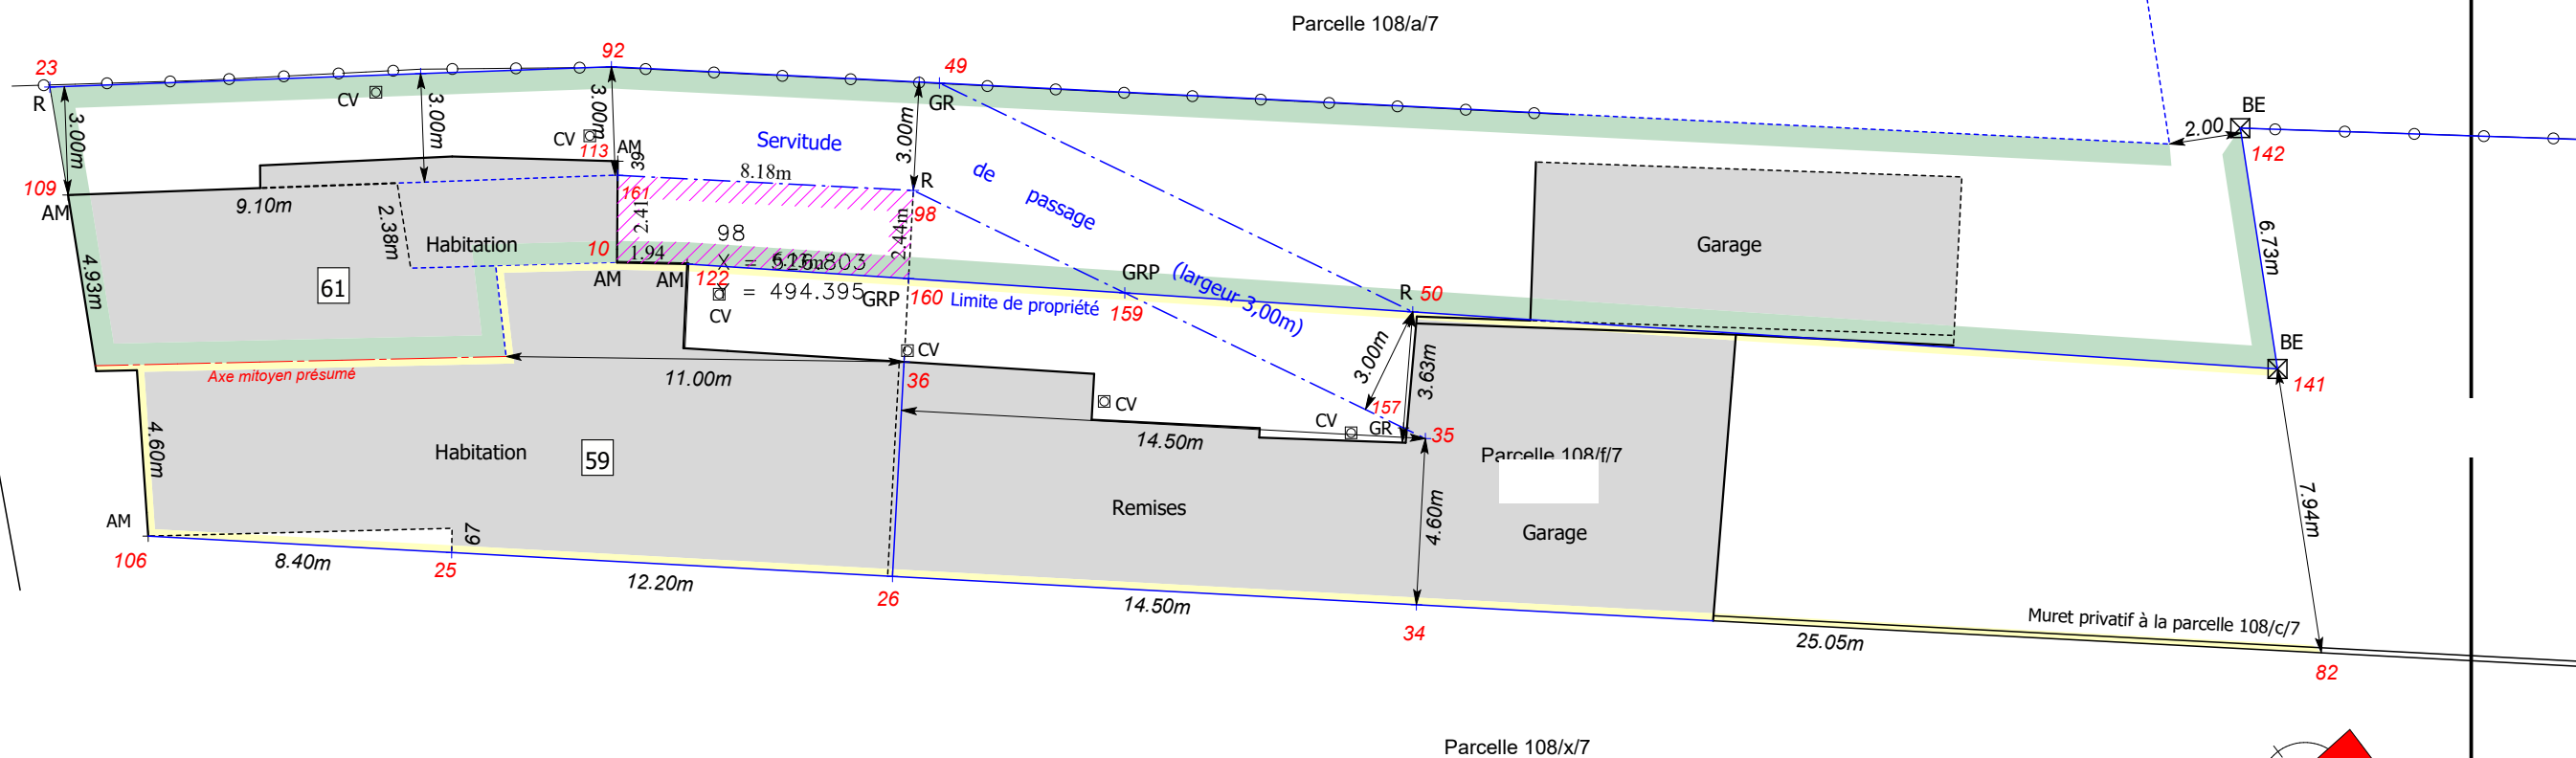 Parcelle 108/a/7
92
23
49
BE
R
CV
3.00m
3.00m
3.00m
3.00m
GR
2.00
142
CV
113
AM
39
Servitude
8.18m
de
passage
(largeur 3,00m)
R
109
AM
9.10m
2.38m
161
2.41
98
2.44m
Habitation
10
1.94
98
X = 526.803
Y = 494.395
Garage
6.73m
4.93m
61
AM
AM
122
CV
GRP
160
Limite de propriété
GRP
159
R
50
BE
141
CV
36
Axe mitoyen présumé
11.00m
3.00m
3.63m
157
CV
CV
GR
35
4.60m
Habitation
59
14.50m
Parcelle 108/f/7
Remises
4.60m
Garage
7.94m
AM
67
106
8.40m
25
12.20m
26
14.50m
34
25.05m
Muret privatif à la parcelle 108/c/7
82
Parcelle 108/x/7